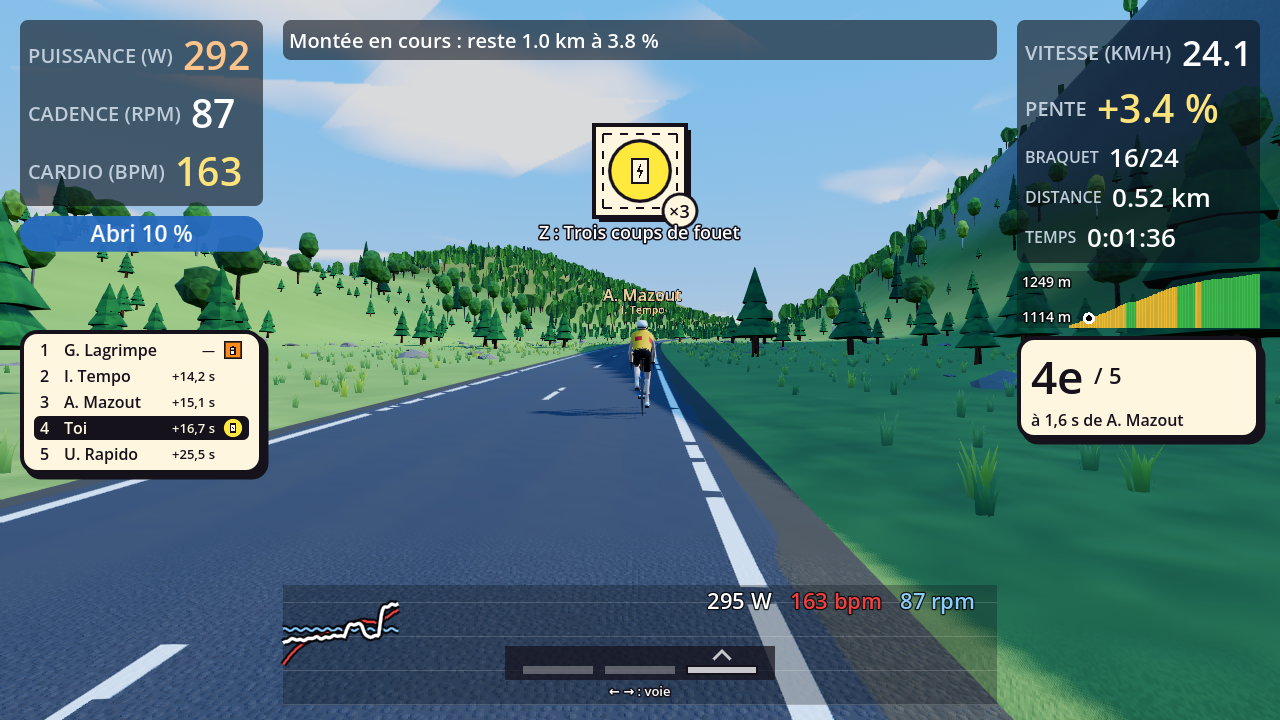 PUISSANCE (W) 292
CADENCE (RPM) 87
CARDIO (BPM) 163
Abri 10 %
Montée en cours : reste 1.0 km à 3.8 %
×3
Z : Trois coups de fouet
A. Mazout
I. Tempo
VITESSE (KM/H) 24.1
PENTE +3.4 %
BRAQUET 16/24
DISTANCE 0.52 km
TEMPS 0:01:36
1249 m
1114 m
1 G. Lagrimpe —
2 I. Tempo +14,2 s
3 A. Mazout +15,1 s
4 Toi +16,7 s
5 U. Rapido +25,5 s
4e / 5
à 1,6 s de A. Mazout
295 W 163 bpm 87 rpm
← → : voie